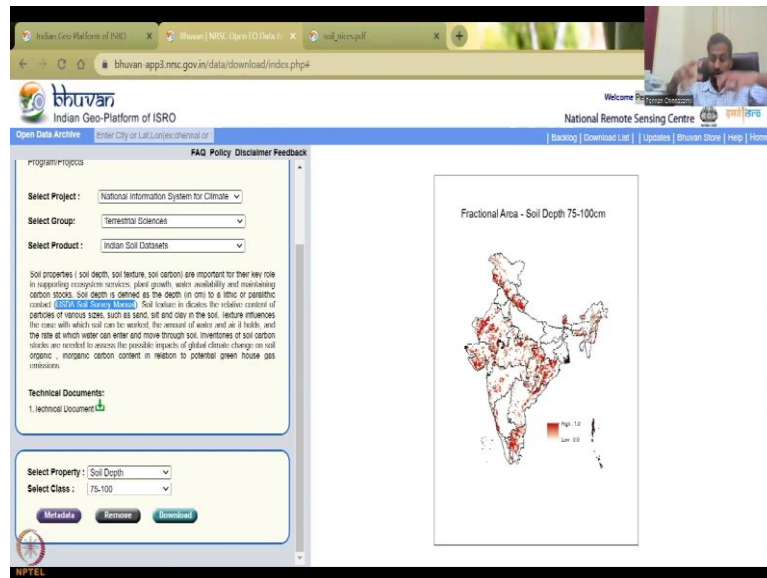 Indian Geo Platform of ISRO
Bhuvan | NRSC Open EO Data Ar
soil_nices.pdf
bhuvan-app3.nrsc.gov.in/data/download/index.php#
bhuvan
Indian Geo-Platform of ISRO
Welcome
Ponnan Chinnasamy
National Remote Sensing Centre
इसरो isro
Open Data Archive
Enter City or Lat,Lon(ex:chennai or
| Backlog | Download List | | Updates | Bhuvan Store | Help | Hom
FAQ Policy Disclaimer Feedback
Program/Projects
Select Project : National Information System for Climate
Select Group: Terrestrial Sciences
Select Product : Indian Soil Datasets
Soil properties ( soil depth, soil texture, soil carbon) are important for their key role
in supporting ecosystem services, plant growth, water availability and maintaining
carbon stocks. Soil depth is defined as the depth (in cm) to a lithic or paralithic
contact (USDA Soil Survey Manual) Soil texture in dicates the relative content of
particles of various sizes, such as sand, silt and clay in the soil. Texture influences
the ease with which soil can be worked, the amount of water and air it holds, and
the rate at which water can enter and move through soil. Inventories of soil carbon
stocks are needed to assess the possible impacts of global climate change on soil
organic , inorganic carbon content in relation to potential green house gas
emissions
Technical Documents:
1. Technical Document
Select Property : Soil Depth
Select Class : 75-100
Metadata
Remove
Download
Fractional Area - Soil Depth 75-100cm
High : 1.0
Low : 0.0
NPTEL